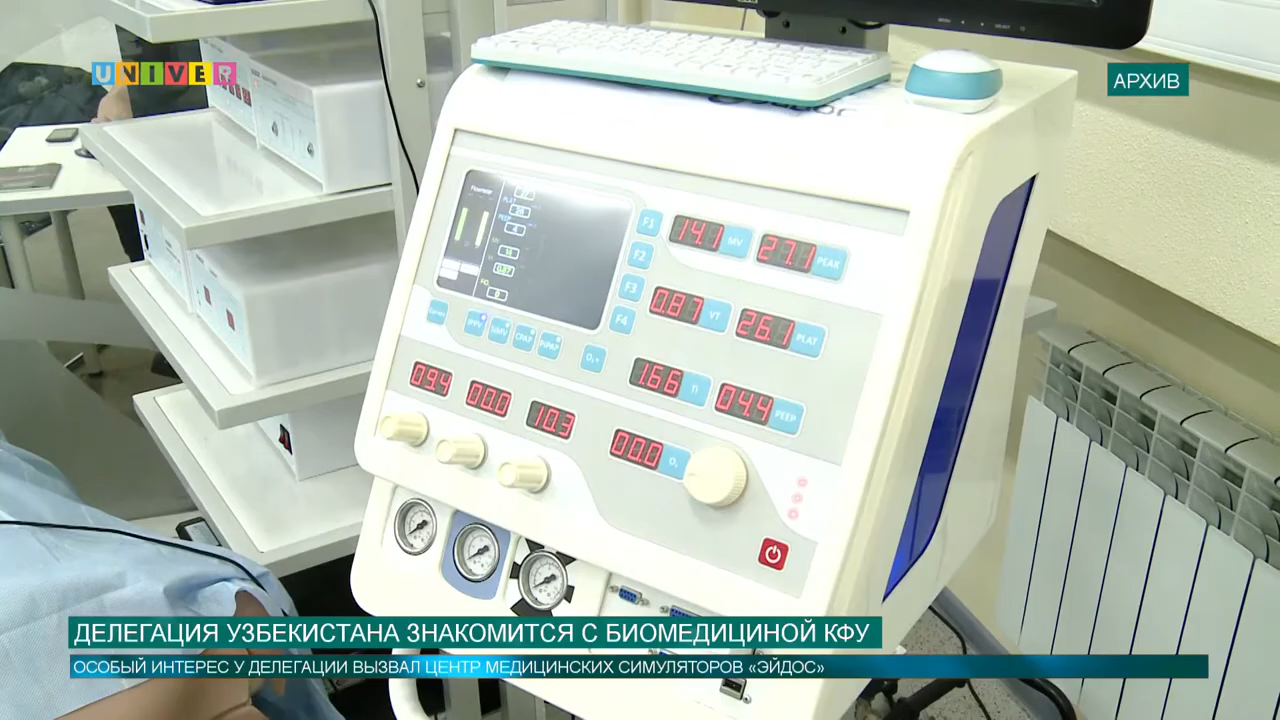 UNIVER
АРХИВ
PLAT
PEEP
F1
F2
F3
F4
14.1 MV
27.1 PEAK
0.87 VT
26.1 PLAT
1.66 TI
04.4 PEEP
IPPV
SIMV
CPAP
O₂+
09.4
00.0
10.3
00.0 O₂
ДЕЛЕГАЦИЯ УЗБЕКИСТАНА ЗНАКОМИТСЯ С БИОМЕДИЦИНОЙ КФУ
ОСОБЫЙ ИНТЕРЕС У ДЕЛЕГАЦИИ ВЫЗВАЛ ЦЕНТР МЕДИЦИНСКИХ СИМУЛЯТОРОВ «ЭЙДОС»